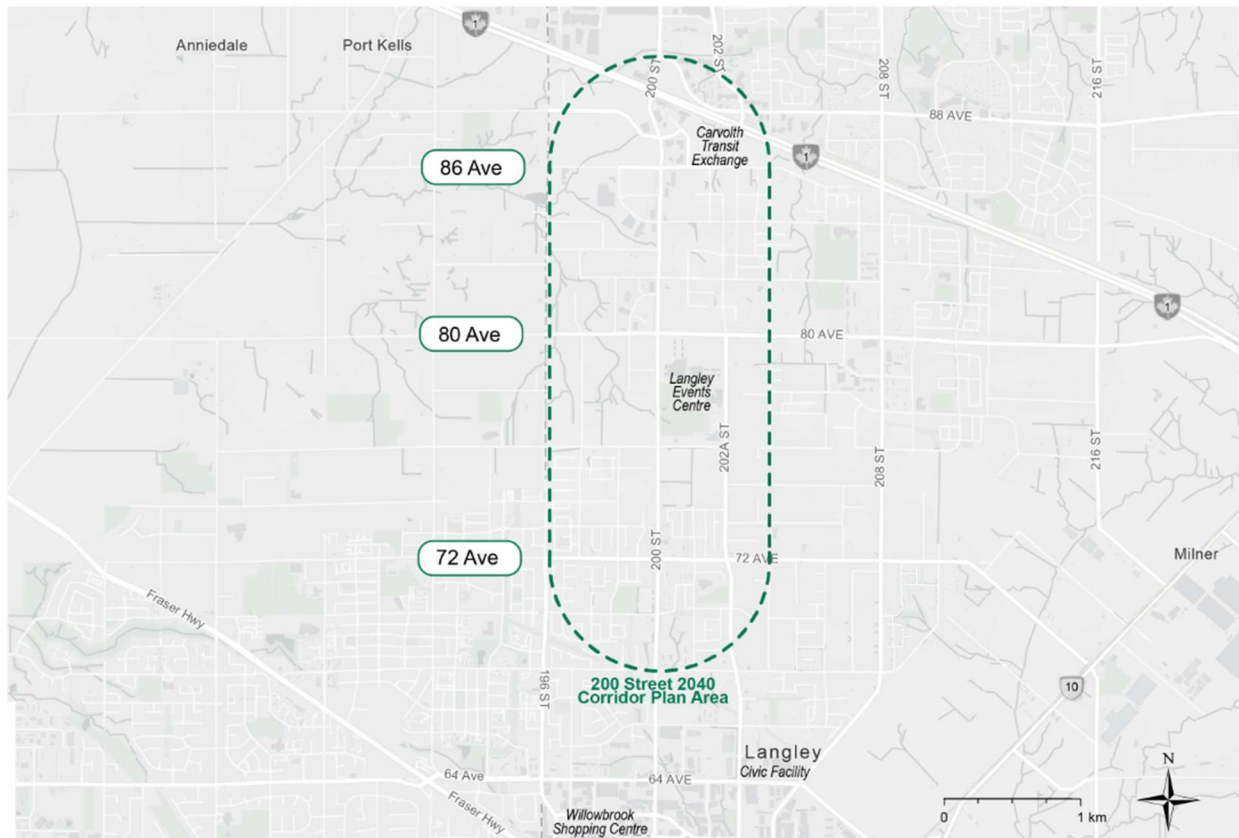 1
Anniedale
Port Kells
200 ST
202 ST
208 ST
216 ST
88 AVE
Carvolth
Transit
Exchange
1
86 Ave
1
80 Ave
80 AVE
Langley
Events
Centre
202A ST
208 ST
216 ST
200 ST
72 Ave
72 AVE
Milner
Fraser Hwy
196 ST
200 Street 2040
Corridor Plan Area
10
Langley
Civic Facility
N
64 Ave
64 AVE
Fraser Hwy
Willowbrook
Shopping Centre
0
1 km